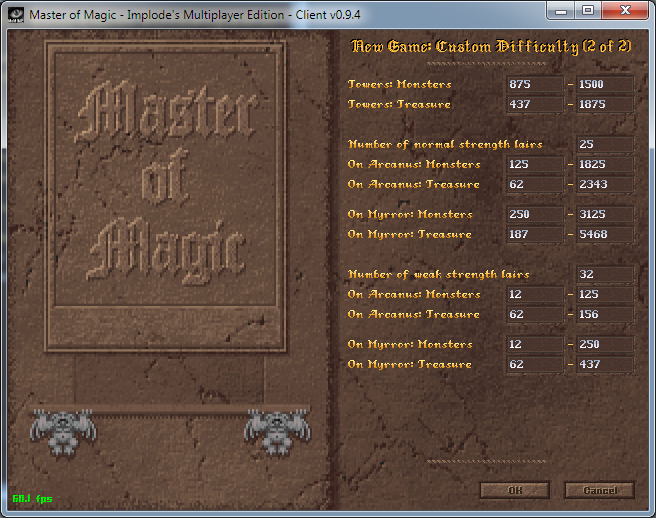 Master of Magic - Implode's Multiplayer Edition - Client v0.9.4
Master
of
Magic
New Game: Custom Difficulty (2 of 2)
Towers: Monsters 875 - 1500
Towers: Treasure 437 - 1875
Number of normal strength lairs 25
On Arcanus: Monsters 125 - 1825
On Arcanus: Treasure 62 - 2343
On Myrror: Monsters 250 - 3125
On Myrror: Treasure 187 - 5468
Number of weak strength lairs 32
On Arcanus: Monsters 12 - 125
On Arcanus: Treasure 62 - 156
On Myrror: Monsters 12 - 250
On Myrror: Treasure 62 - 437
OK Cancel